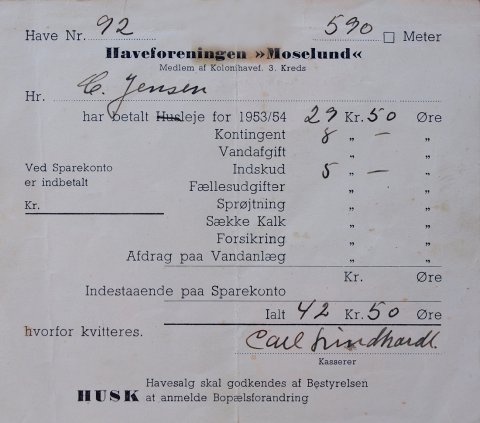 Have Nr. 92 590 □ Meter
Haveforeningen »Moselund«
Medlem af Kolonihavef. 3. Kreds
Hr. C. Jensen
har betalt Husleje for 1953/54 29 Kr. 50 Øre
Kontingent 8 „ — „
Vandafgift „ „
Ved Sparekonto Indskud 5 „ — „
er indbetalt Fællesudgifter „ „
Kr. Sprøjtning „ „
Sække Kalk „ „
Forsikring „ „
Afdrag paa Vandanlæg „ „
Kr. Øre
Indestaaende paa Sparekonto
Ialt 42 Kr. 50 Øre
hvorfor kvitteres. Carl Lindhardt
Kasserer
HUSK Havesalg skal godkendes af Bestyrelsen
at anmelde Bopælsforandring